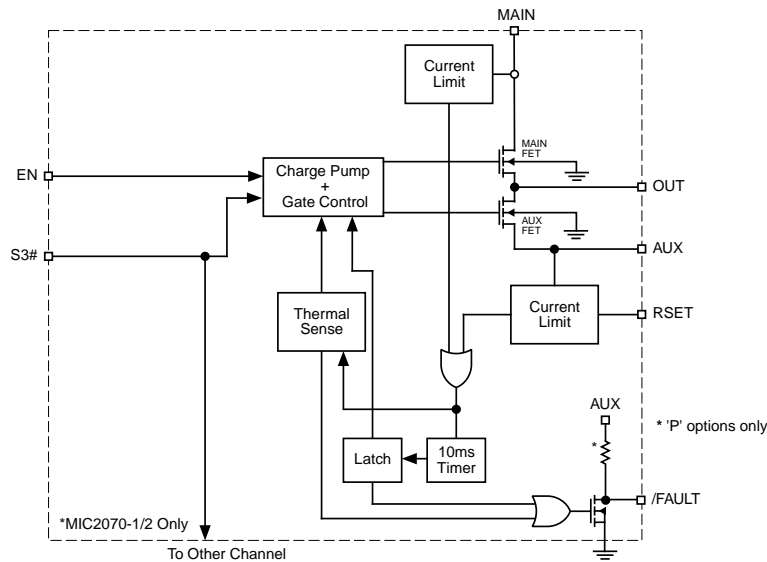 MAIN
Current
Limit
MAIN
FET
EN
Charge Pump
+
Gate Control
OUT
AUX
FET
S3#
AUX
Thermal
Sense
Current
Limit
RSET
AUX
* 'P' options only
*
Latch
10ms
Timer
/FAULT
*MIC2070-1/2 Only
To Other Channel